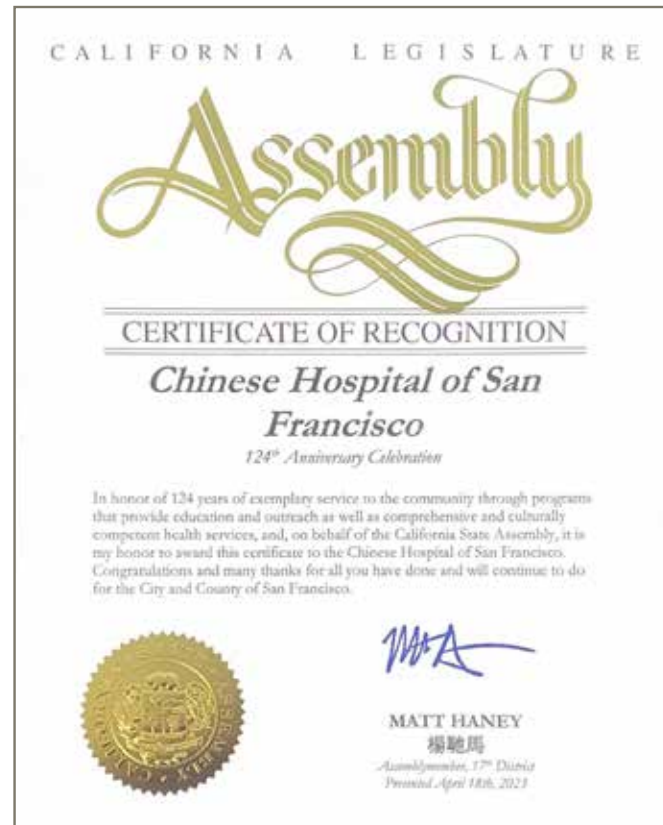 CALIFORNIA LEGISLATURE
Assembly
CERTIFICATE OF RECOGNITION
Chinese Hospital of San
Francisco
124th Anniversary Celebration
In honor of 124 years of exemplary service to the community through programs
that provide education and outreach as well as comprehensive and culturally
competent health services, and, on behalf of the California State Assembly, it is
my honor to award this certificate to the Chinese Hospital of San Francisco.
Congratulations and many thanks for all you have done and will continue to do
for the City and County of San Francisco.
MATT HANEY
楊馳馬
Assemblymember, 17th District
Presented April 18th, 2023